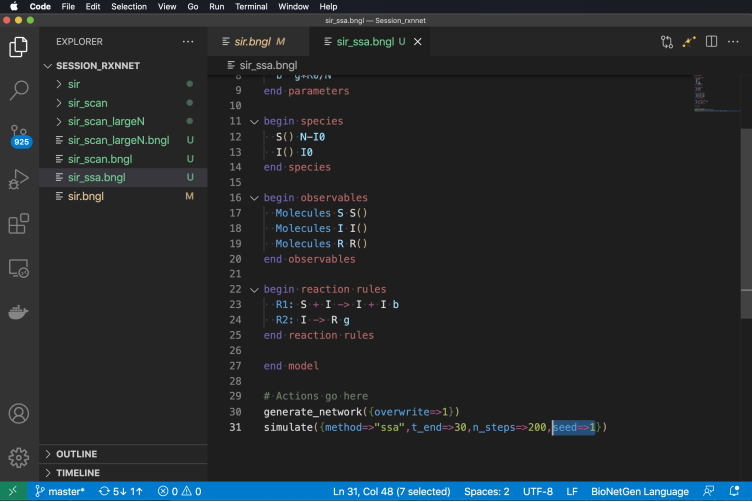 Code File Edit Selection View Go Run Terminal Window Help
sir_ssa.bngl — Session_rxnnet
EXPLORER
sir.bngl M
sir_ssa.bngl U
SESSION_RXNNET
sir_ssa.bngl
sir
sir_scan
sir_scan_largeN
sir_scan_largeN.bngl U
sir_scan.bngl U
sir_ssa.bngl U
sir.bngl M
925
8 b g*R0/N
9 end parameters
10
11 begin species
12 S() N-I0
13 I() I0
14 end species
15
16 begin observables
17 Molecules S S()
18 Molecules I I()
19 Molecules R R()
20 end observables
21
22 begin reaction rules
23 R1: S + I -> I + I b
24 R2: I -> R g
25 end reaction rules
26
27 end model
28
29 # Actions go here
30 generate_network({overwrite=>1})
31 simulate({method=>"ssa",t_end=>30,n_steps=>200,seed=>1})
OUTLINE
TIMELINE
master* 5↓ 1↑ 0 0 Ln 31, Col 48 (7 selected) Spaces: 2 UTF-8 LF BioNetGen Language